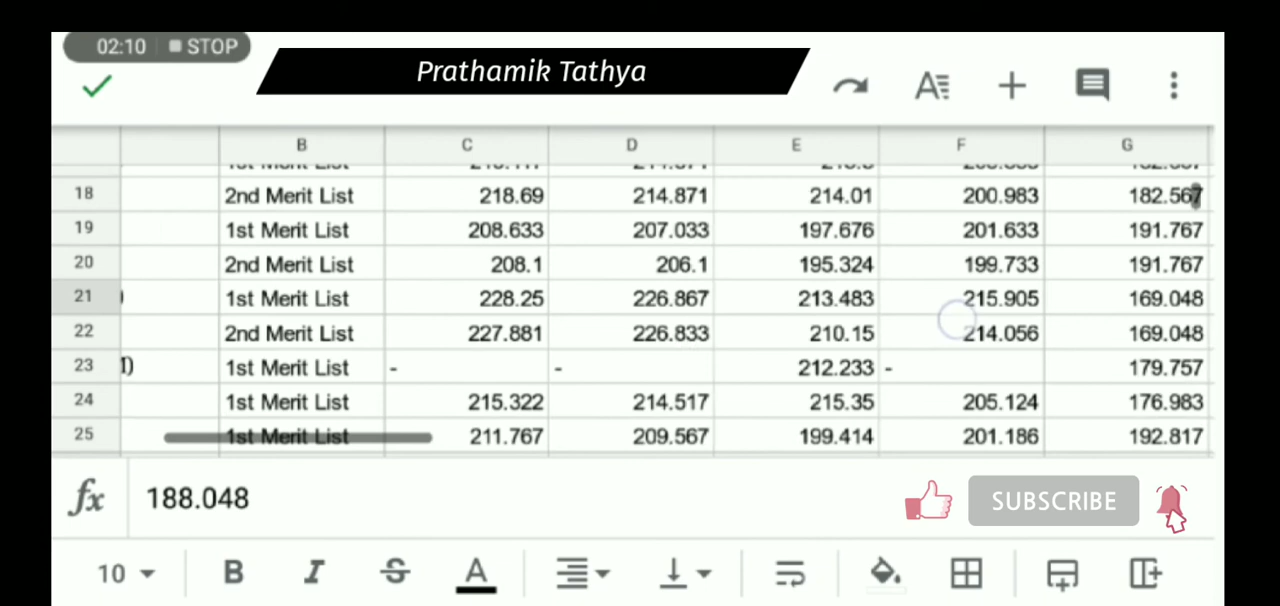 02:10 STOP
Prathamik Tathya
B C D E F G
18 2nd Merit List 218.69 214.871 214.01 200.983 182.567
19 1st Merit List 208.633 207.033 197.676 201.633 191.767
20 2nd Merit List 208.1 206.1 195.324 199.733 191.767
21 ) 1st Merit List 228.25 226.867 213.483 215.905 169.048
22 2nd Merit List 227.881 226.833 210.15 214.056 169.048
23 1) 1st Merit List - - 212.233 - 179.757
24 1st Merit List 215.322 214.517 215.35 205.124 176.983
25 1st Merit List 211.767 209.567 199.414 201.186 192.817
fx 188.048
SUBSCRIBE
10 B I S A